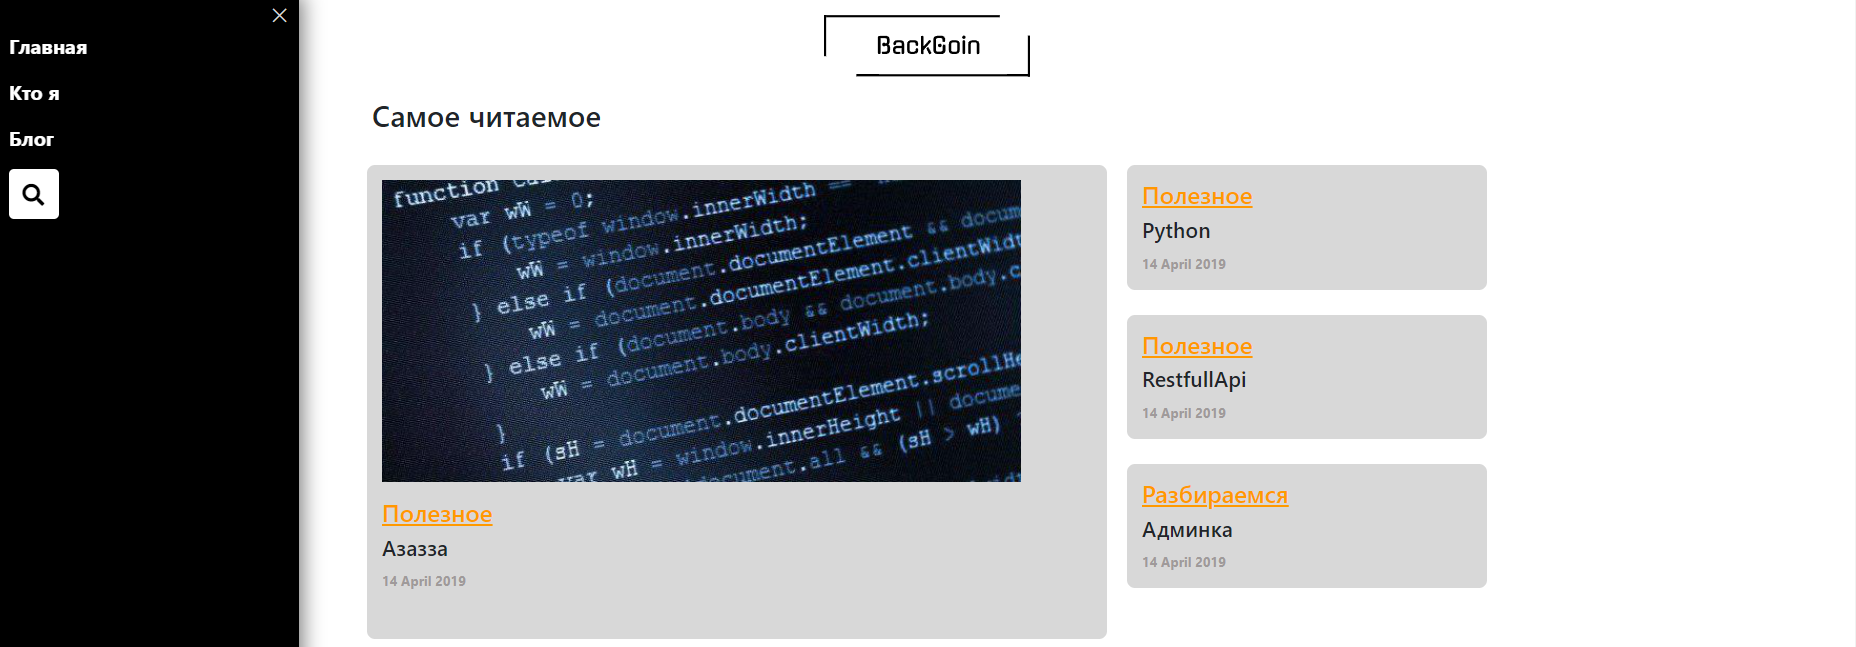 Главная
Кто я
Блог
BackGoin
Самое читаемое
function
var wW = 0;
if (typeof window.innerWidth ==
wW = window.innerWidth;
} else if (document.documentElement && docum
wW = document.documentElement.clientWidt
} else if (document.body && document.body.c
wW = document.body.clientWidth;
}
if (sH = document.documentElement.scrollHe
var wH = window.innerHeight || docume
document.all && (sH > wH)
Полезное
Азазза
14 April 2019
Полезное
Python
14 April 2019
Полезное
RestfullApi
14 April 2019
Разбираемся
Админка
14 April 2019